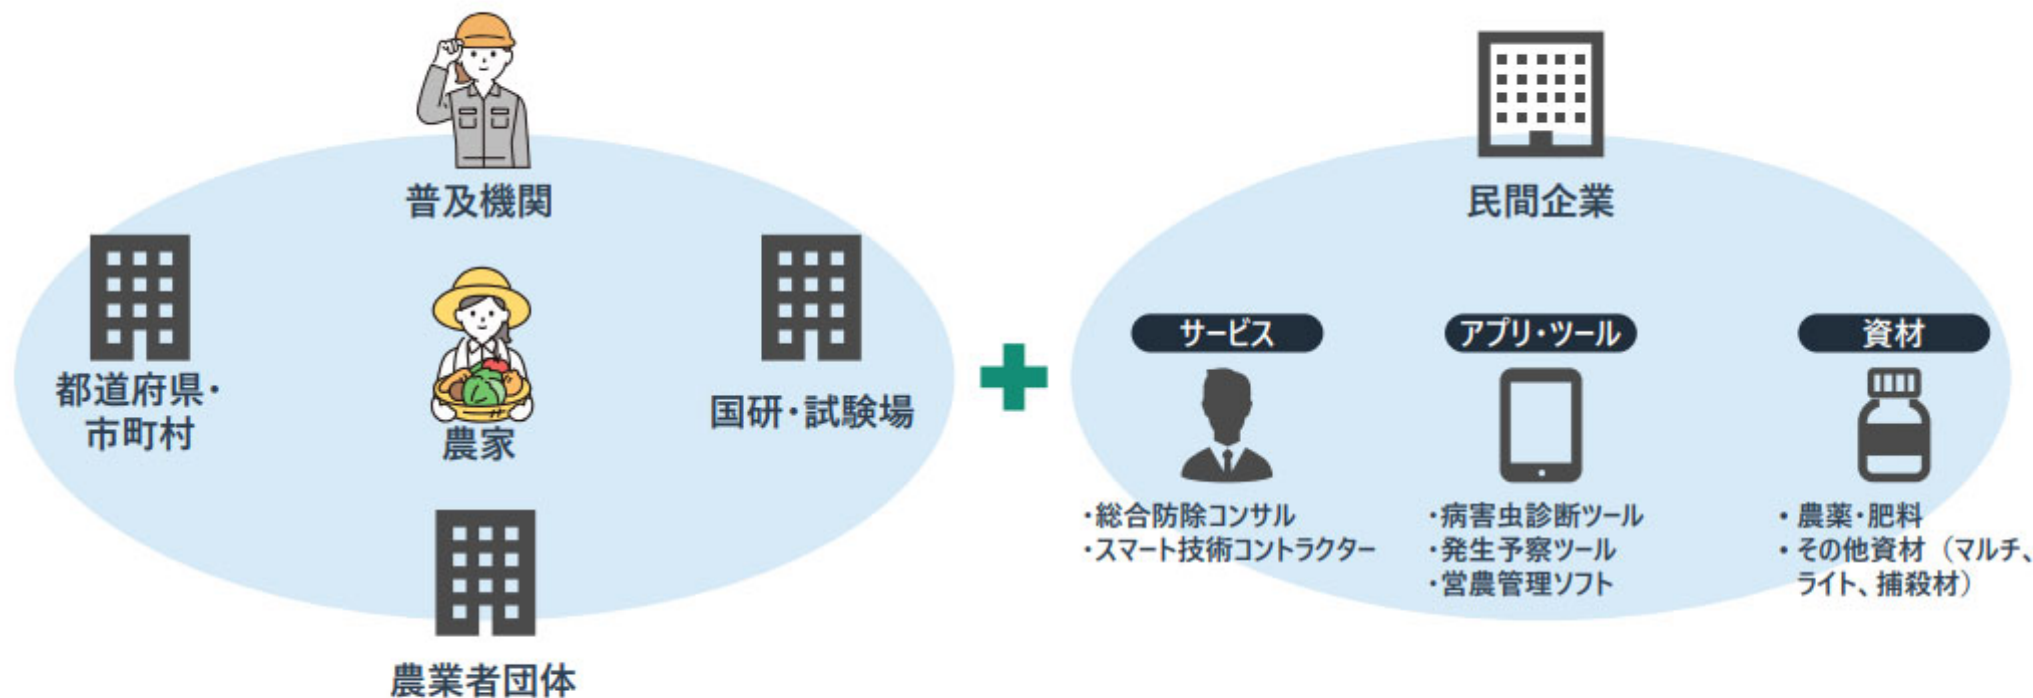 普及機関
都道府県・
市町村
農家
国研・試験場
農業者団体
民間企業
サービス
・総合防除コンサル
・スマート技術コントラクター
アプリ・ツール
・病害虫診断ツール
・発生予察ツール
・営農管理ソフト
資材
・農薬・肥料
・その他資材（マルチ、
ライト、捕殺材）